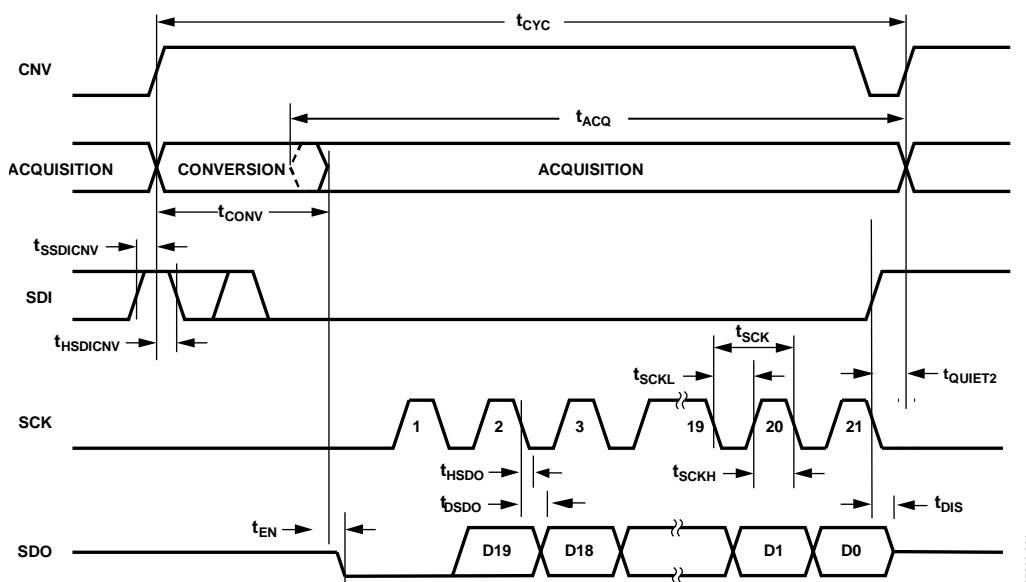 tCYC
CNV
tACQ
ACQUISITION
CONVERSION
ACQUISITION
tCONV
tSSDICNV
SDI
tHSDICNV
tSCK
tSCKL
tQUIET2
SCK
1
2
3
19
20
21
tHSDO
tSCKH
tDSDO
tDIS
tEN
SDO
D19
D18
D1
D0